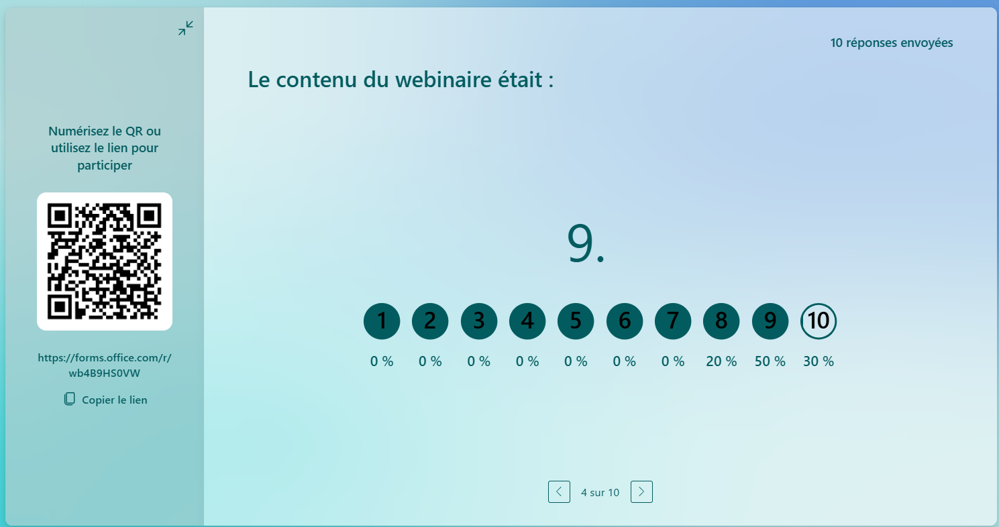 10 réponses envoyées
Le contenu du webinaire était :
Numérisez le QR ou
utilisez le lien pour
participer
https://forms.office.com/r/
wb4B9HS0VW
Copier le lien
9.
1 2 3 4 5 6 7 8 9 10
0 % 0 % 0 % 0 % 0 % 0 % 0 % 20 % 50 % 30 %
4 sur 10